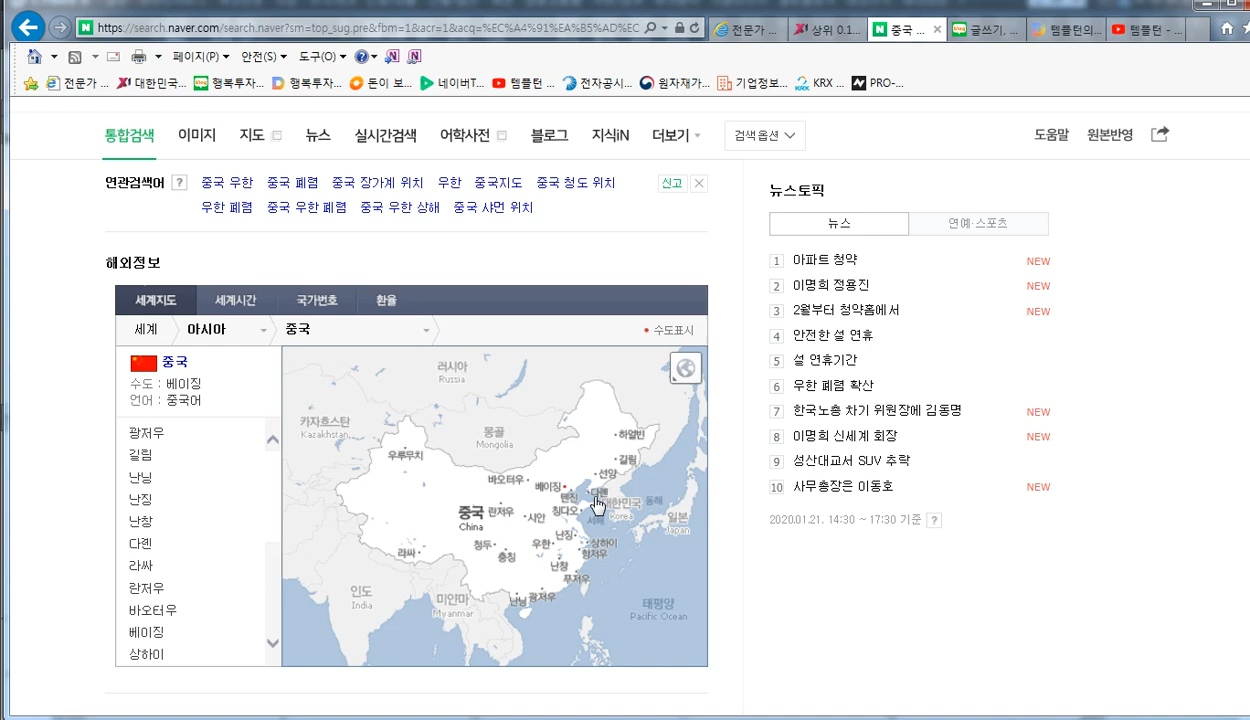 https://search.naver.com/search.naver?sm=top_sug.pre&fbm=1&acr=1&acq=%EC%A4%91%EA%B5%AD%EC
전문가 ...
상위 0.1...
중국 ...
글쓰기, ...
템플턴의...
템플턴 - ...
페이지(P)
안전(S)
도구(O)
전문가 ...
대한민국...
행복투자...
행복투자...
돈이 보...
네이버T...
템플턴 ...
전자공시...
원자재가...
기업정보...
KRX ...
PRO-...
통합검색
이미지
지도
뉴스
실시간검색
어학사전
블로그
지식iN
더보기
검색옵션
도움말
원본반영
연관검색어 ?
중국 우한
중국 폐렴
중국 장가계 위치
우한
중국지도
중국 청도 위치
신고
우한 폐렴
중국 우한 폐렴
중국 우한 상해
중국 샤먼 위치
해외정보
세계지도
세계시간
국가번호
환율
세계
아시아
중국
수도표시
중국
수도 : 베이징
언어 : 중국어
광저우
길림
난닝
난징
난창
다롄
라싸
란저우
바오터우
베이징
상하이
러시아
Russia
카자흐스탄
Kazakhstan
몽골
Mongolia
하얼빈
길림
우루무치
선양
바오터우
베이징
다롄
톈진
대한민국
Korea
동해
서해
일본
Japan
중국
China
란저우
시안
칭다오
난징
상하이
항저우
우한
청두
충칭
라싸
난창
푸저우
난닝
광저우
인도
India
미얀마
Myanmar
태평양
Pacific Ocean
뉴스토픽
뉴스
연예·스포츠
1 아파트 청약 NEW
2 이명희 정용진 NEW
3 2월부터 청약홈에서 NEW
4 안전한 설 연휴
5 설 연휴기간
6 우한 폐렴 확산
7 한국노총 차기 위원장에 김동명 NEW
8 이명희 신세계 회장 NEW
9 성산대교서 SUV 추락
10 사무총장은 이동호 NEW
2020.01.21. 14:30 ~ 17:30 기준 ?